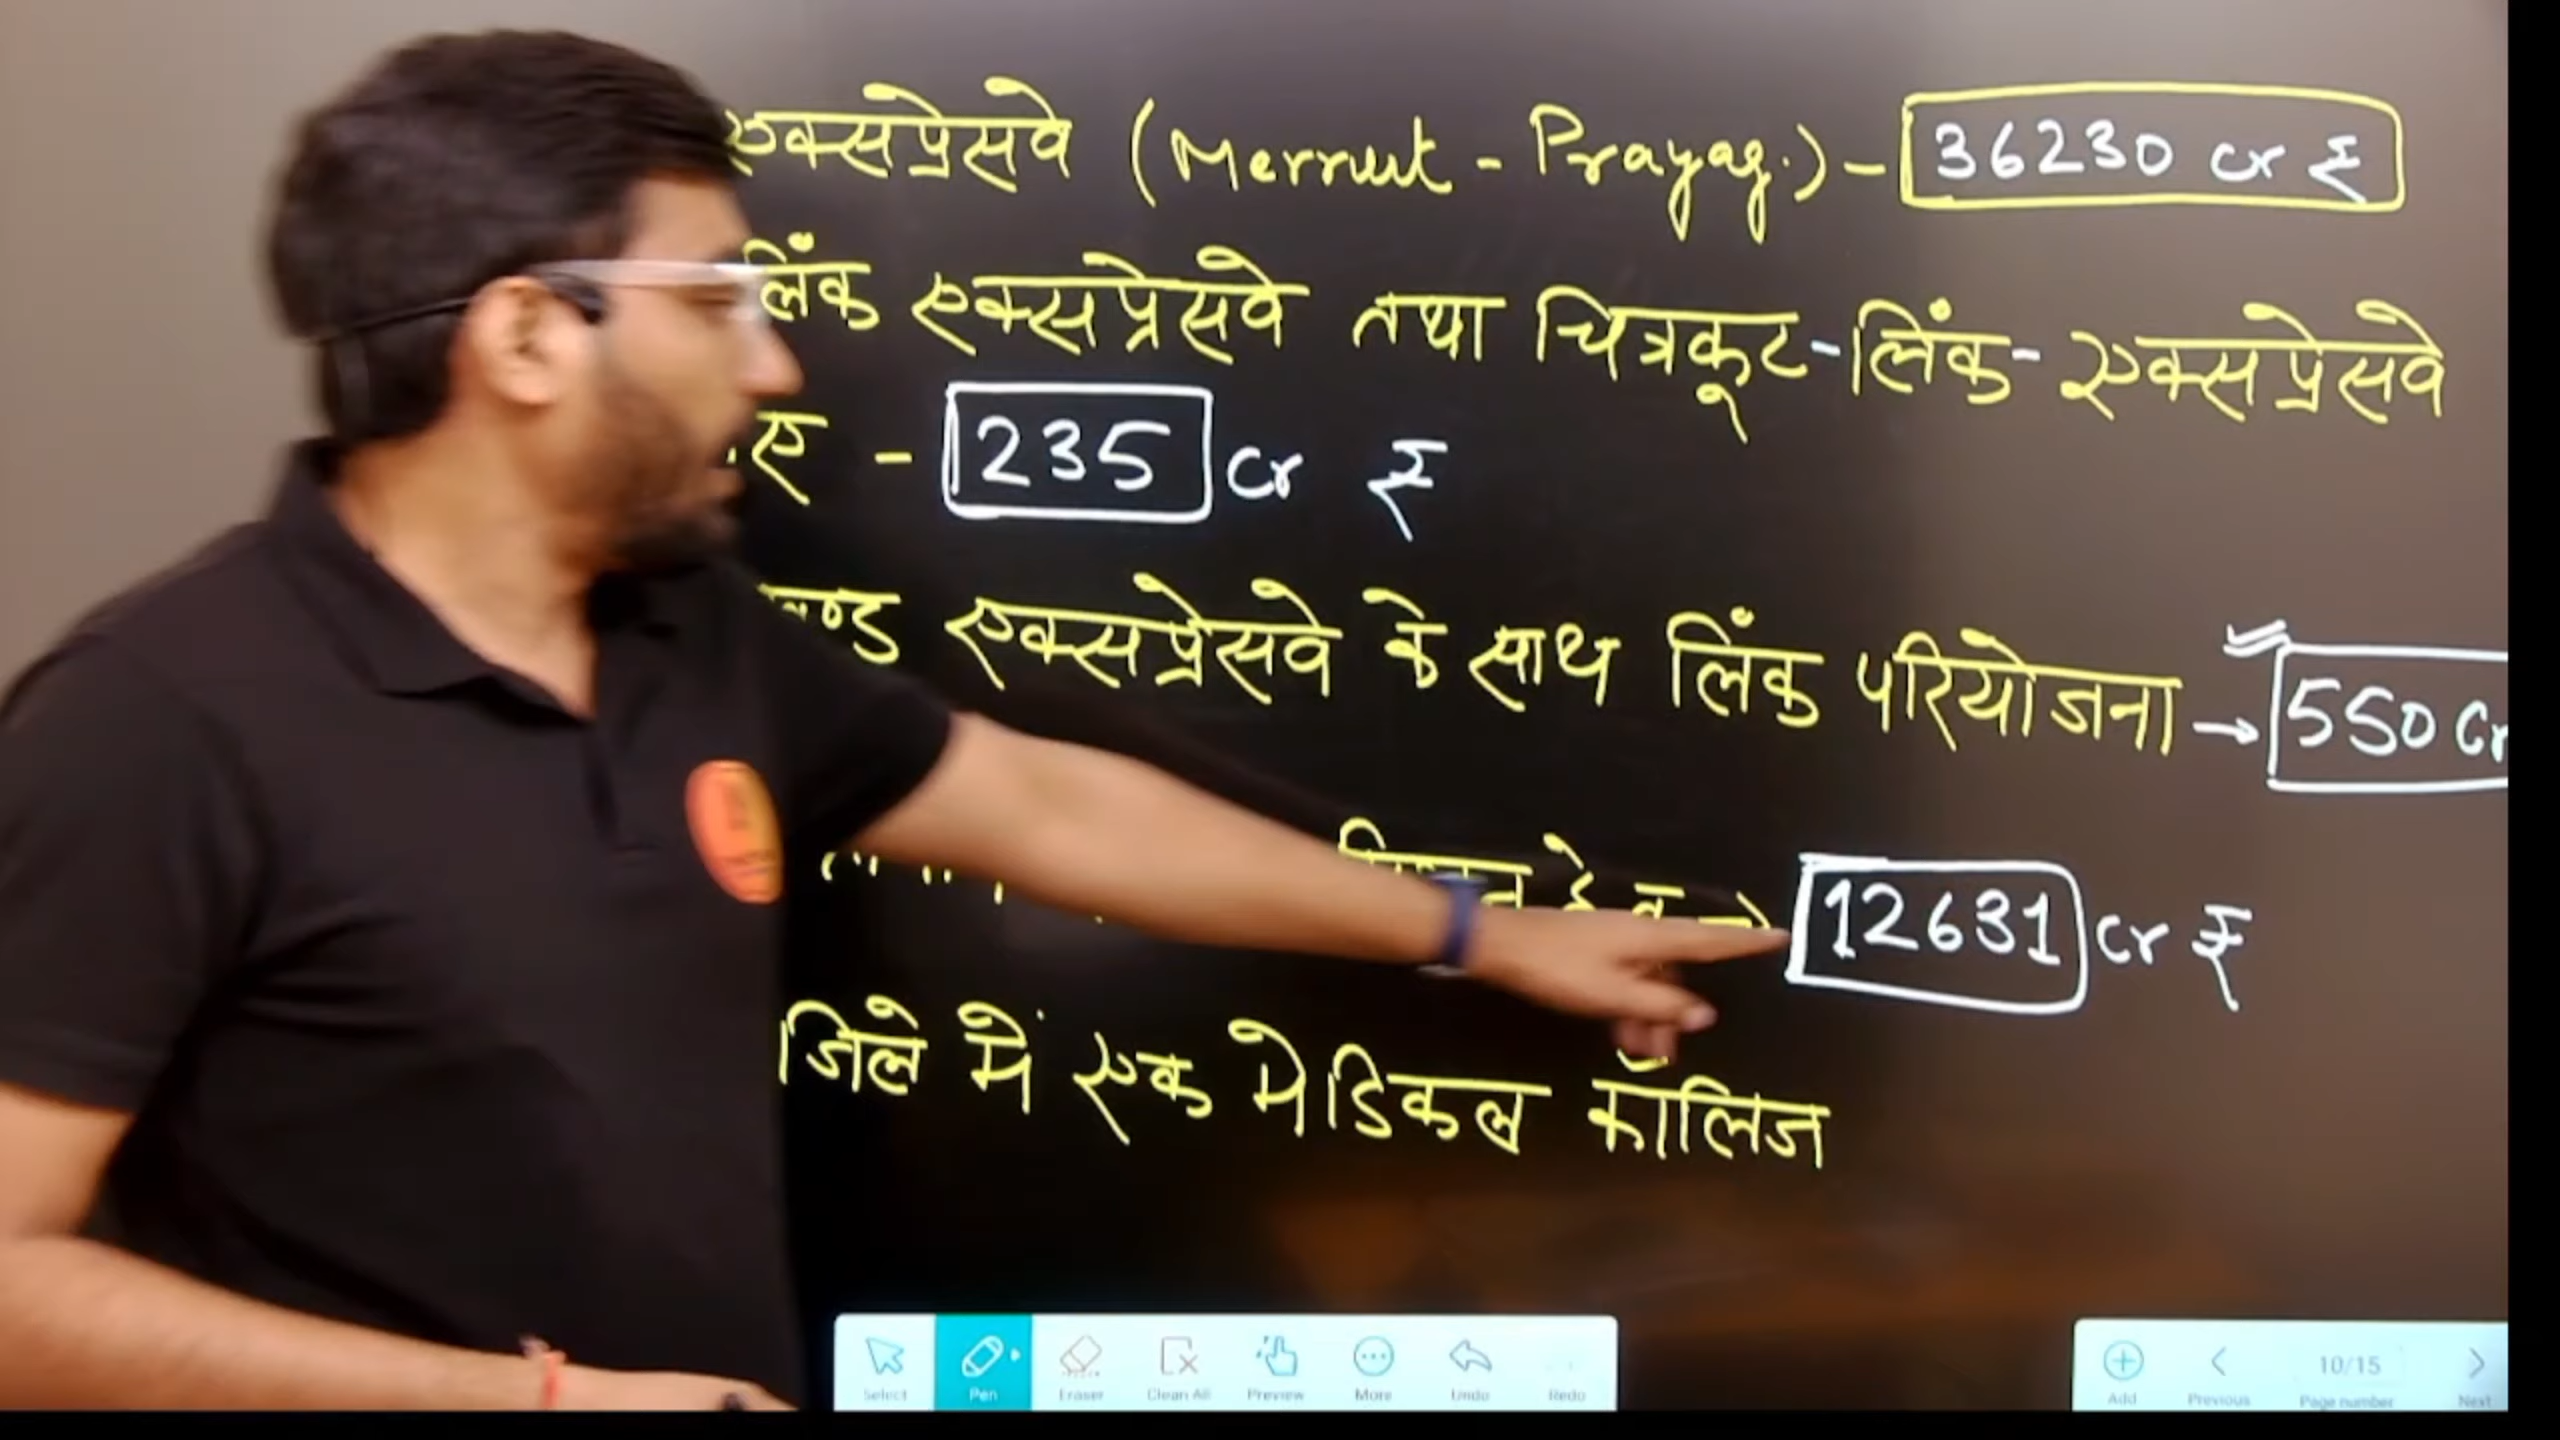 एक्सप्रेसवे (Merrut - Prayag.) - 36230 cr ₹
लिंक एक्सप्रेसवे तथा चित्रकूट-लिंक-एक्सप्रेसवे
- 235 cr ₹
एक्सप्रेसवे के साथ लिंक परियोजना → 550 Cr
→ 12631 cr ₹
जिले में एक मेडिकल कॉलिज
Select Pen Eraser Clean All Preview More Undo Redo
Add Previous 10/15 Page number Next